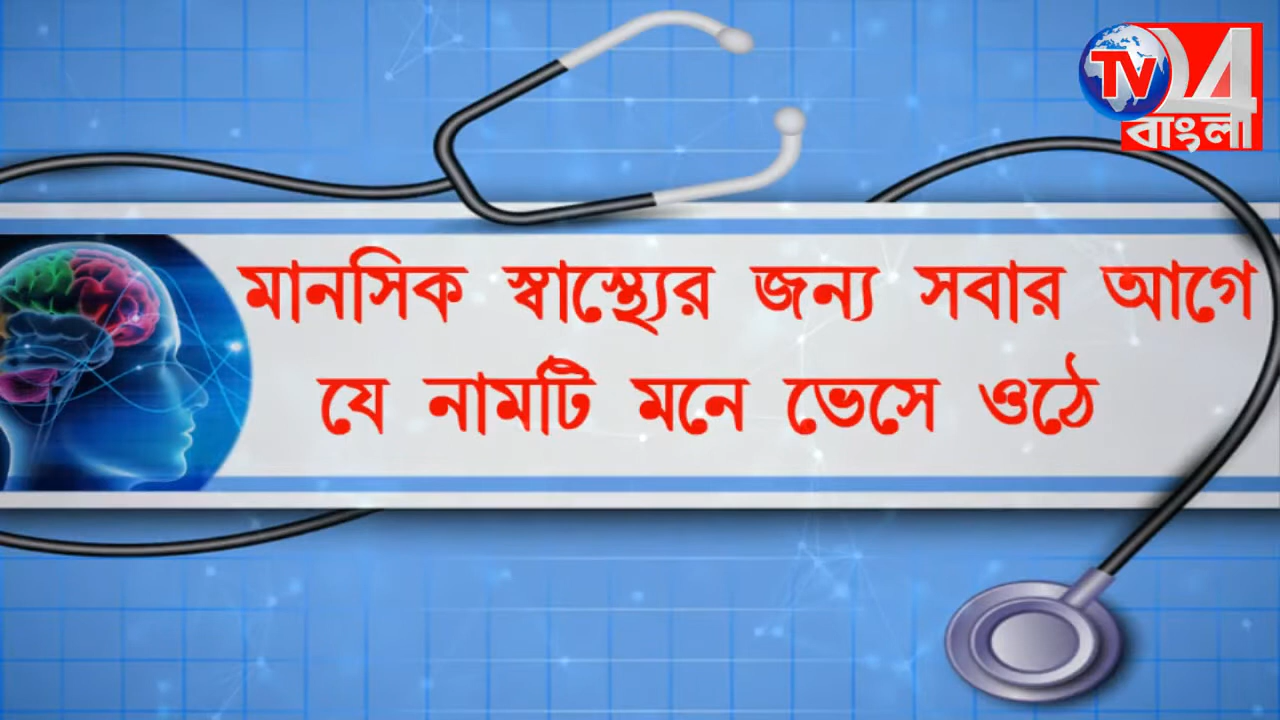 TV 24
বাংলা
মানসিক স্বাস্থ্যের জন্য সবার আগে
যে নামটি মনে ভেসে ওঠে